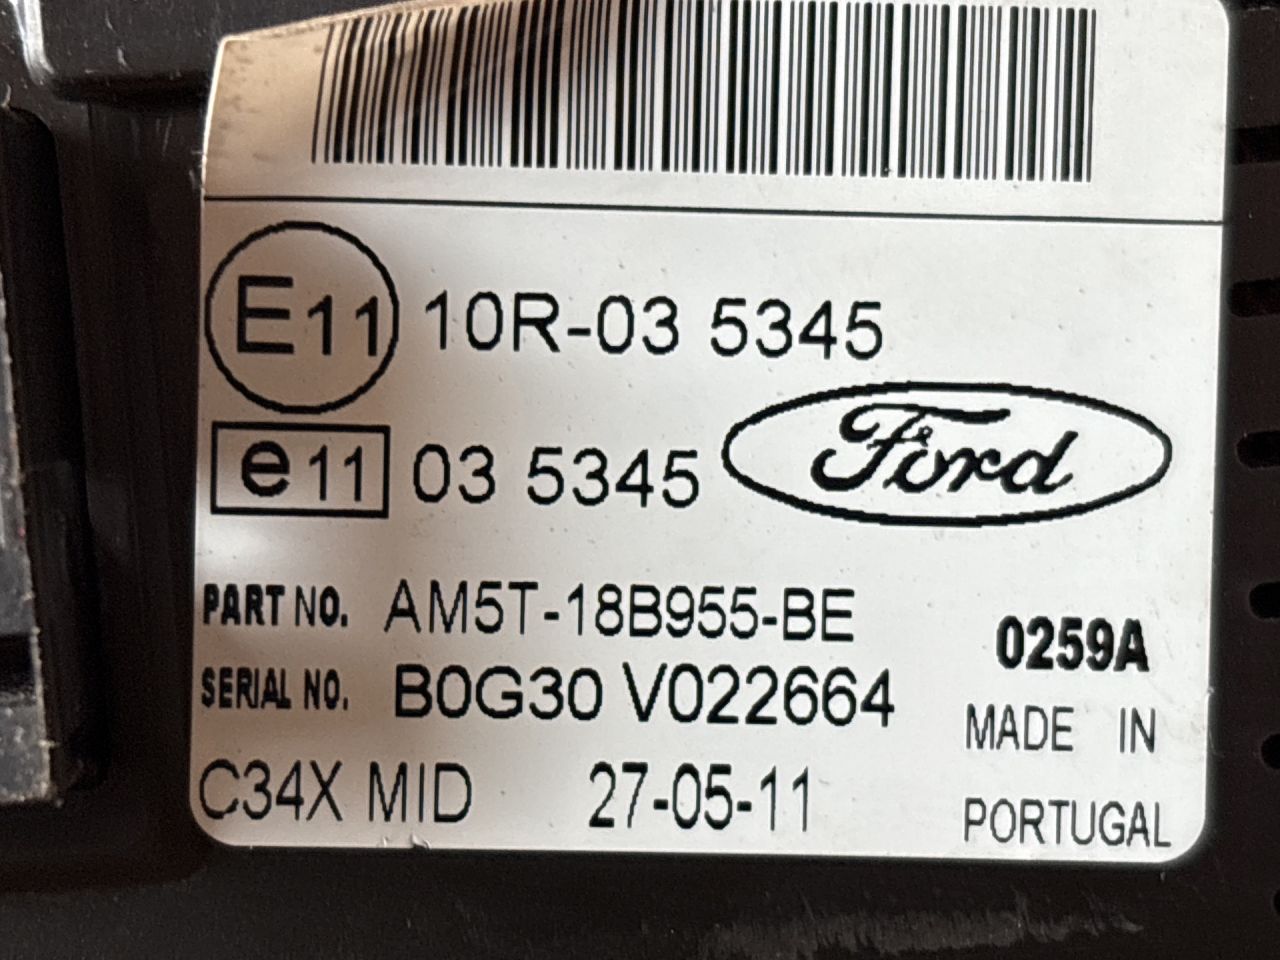 E11 10R-03 5345
e11 03 5345 Ford
PART NO. AM5T-18B955-BE
0259A
SERIAL NO. B0G30 V022664
MADE IN
C34X MID 27-05-11
PORTUGAL